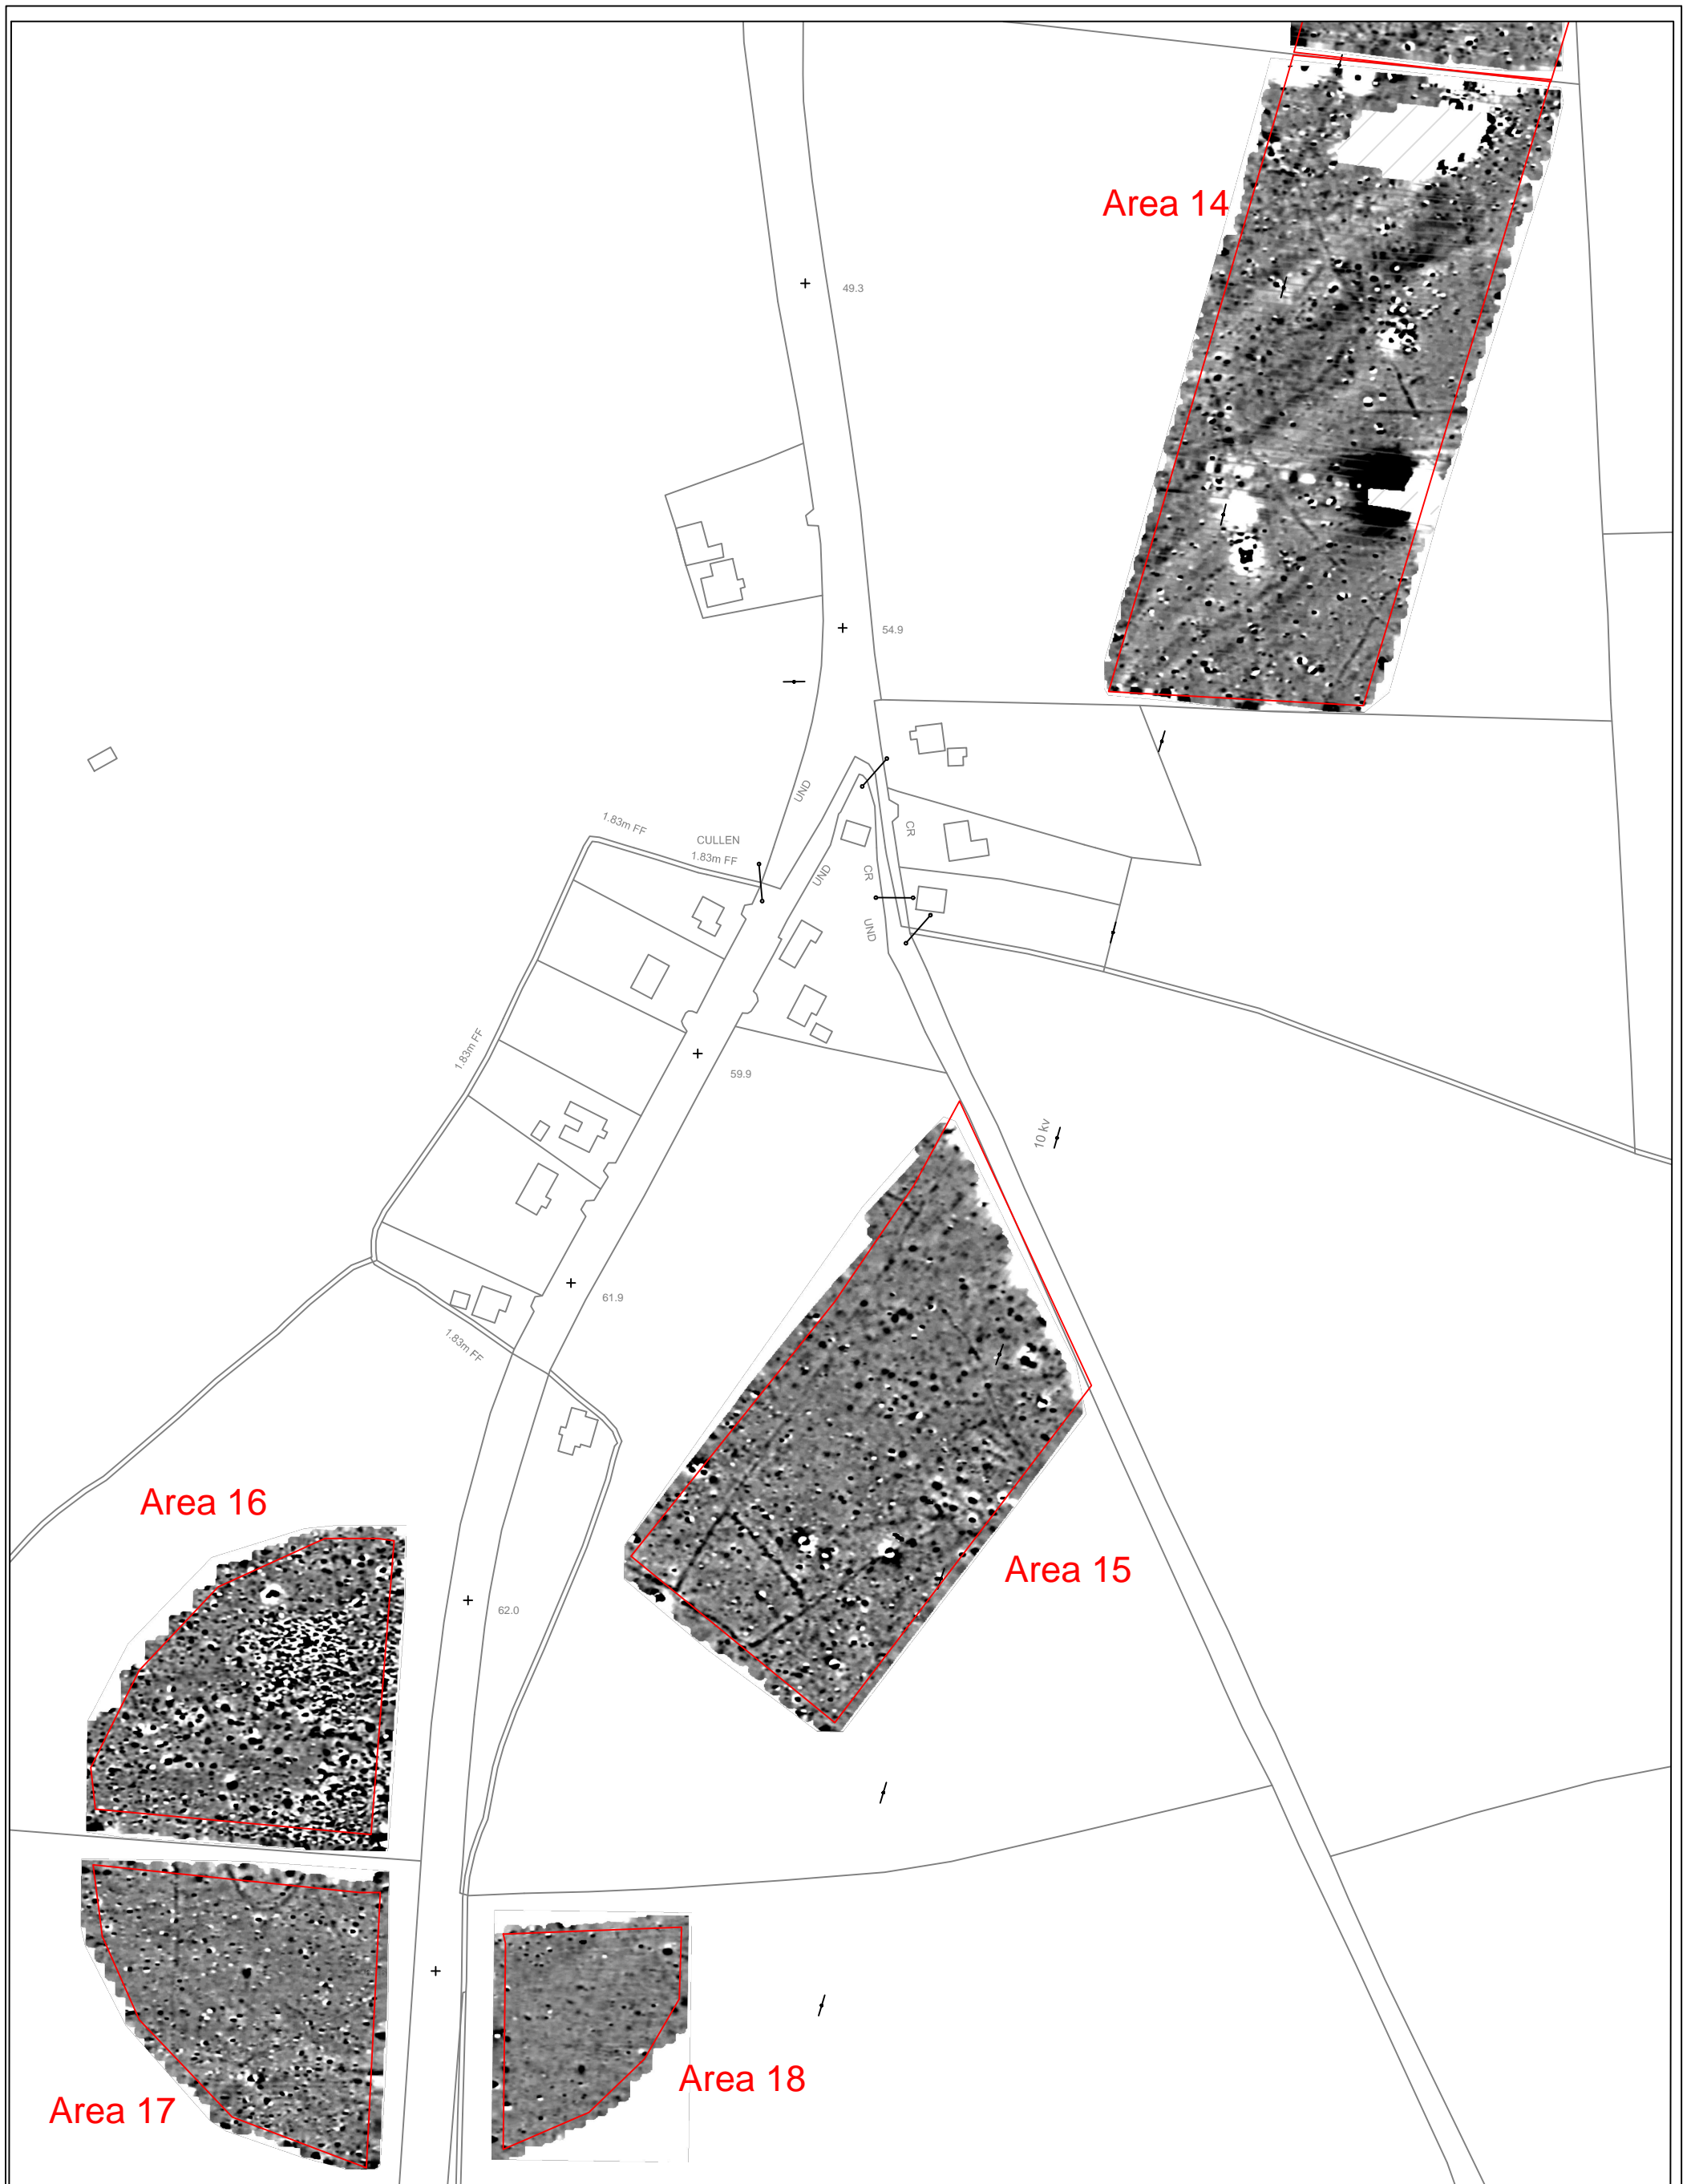 Area 14
49.3
54.9
UND
1.83m FF
CULLEN
1.83m FF
CR
UND
CR
UND
1.83m FF
59.9
10 kv
61.9
1.83m FF
Area 16
Area 15
62.0
Area 18
Area 17